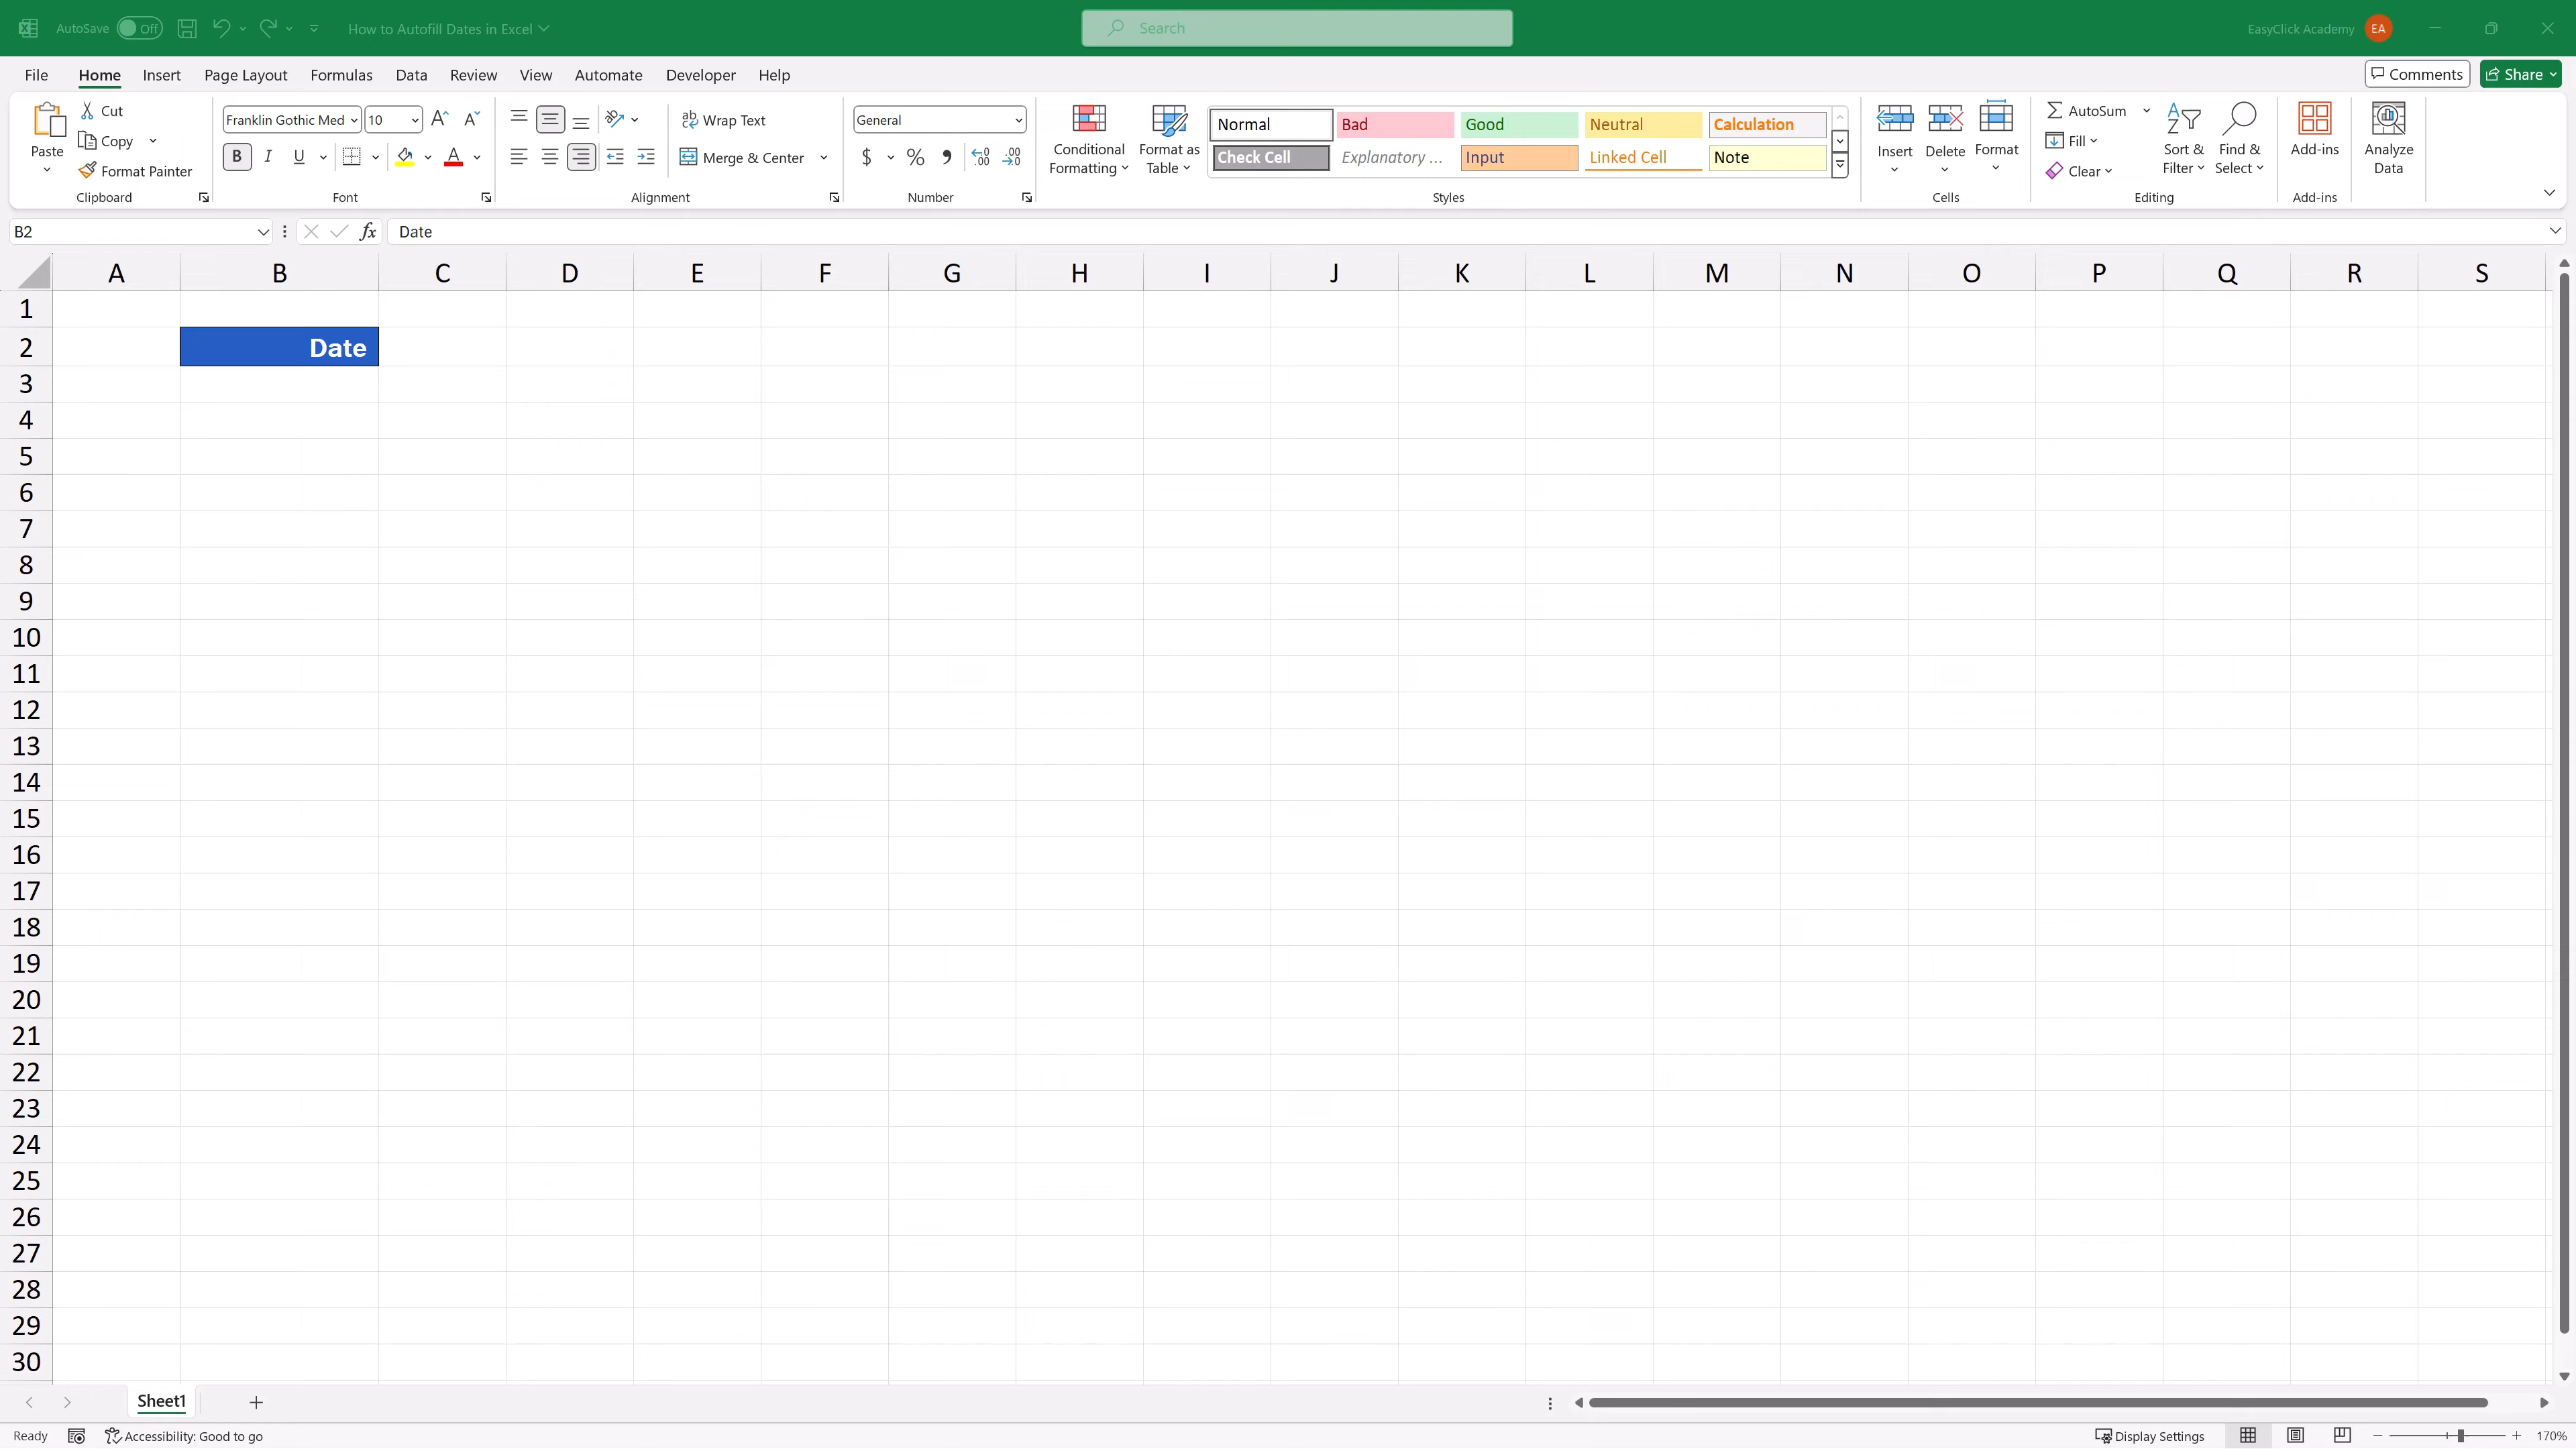 AutoSave Off How to Autofill Dates in Excel Search EasyClick Academy EA
File Home Insert Page Layout Formulas Data Review View Automate Developer Help Comments Share
Paste Cut Copy Format Painter Clipboard
Franklin Gothic Med 10 B I U A Font
ab Wrap Text Merge & Center Alignment
General $ % Number
Conditional Formatting Format as Table
Normal Bad Good Neutral Calculation
Check Cell Explanatory ... Input Linked Cell Note
Styles
Insert Delete Format Cells
AutoSum Fill Clear Sort & Filter Find & Select Editing
Add-ins Add-ins
Analyze Data
B2 fx Date
A B C D E F G H I J K L M N O P Q R S
1
2 Date
3
4
5
6
7
8
9
10
11
12
13
14
15
16
17
18
19
20
21
22
23
24
25
26
27
28
29
30
Sheet1
Ready Accessibility: Good to go Display Settings 170%